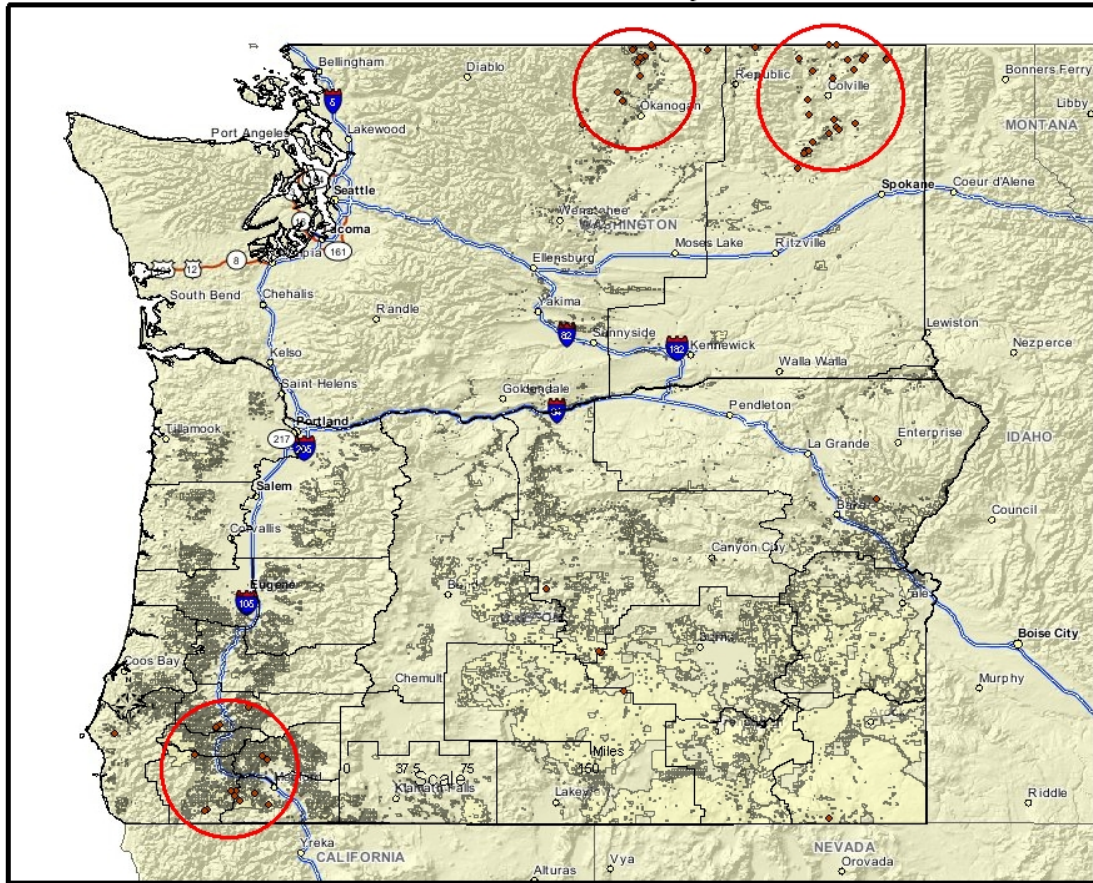 Bellingham
Diablo
Republic
Colville
Bonners Ferry
Libby
Okanogan
MONTANA
5
Port Angeles
Lakewood
Seattle
Spokane
Coeur d'Alene
Wenatchee
WASHINGTON
Moses Lake
Ritzville
161
12
8
Ellensburg
South Bend
Chehalis
Randle
Yakima
82
Sunnyside
182
Kennewick
Lewiston
Nezperce
Kelso
Walla Walla
Saint Helens
Goldendale
84
Pendleton
Tillamook
217
Portland
205
La Grande
Enterprise
IDAHO
Salem
Council
Corvallis
Canyon City
Eugene
105
Boise City
Coos Bay
Chemult
Murphy
Miles
0
37.5
75
150
Scale
Klamath Falls
Riddle
Yreka
CALIFORNIA
Alturas
Vya
NEVADA
Orovada